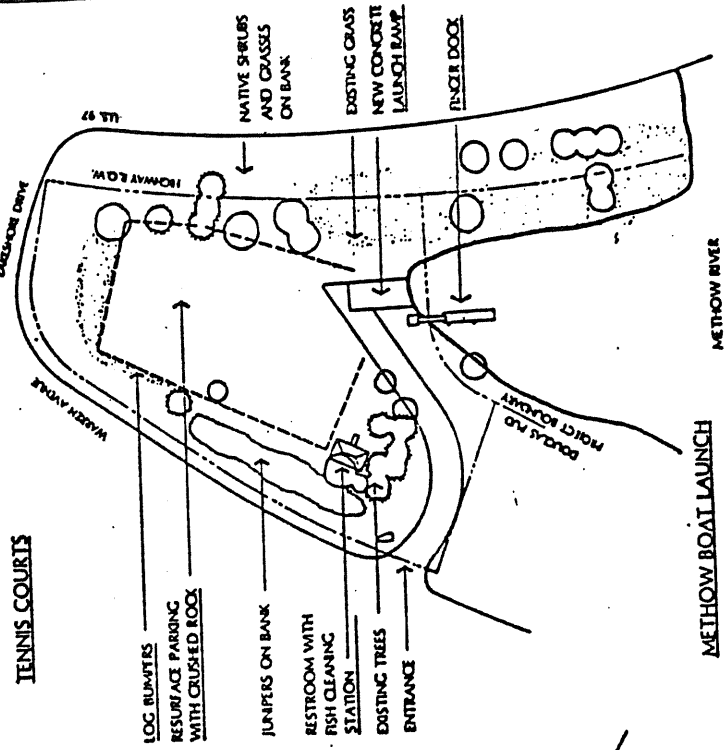 LAKESHORE DRIVE
U.S. 97
HIGHWAY R.O.W.
WARREN AVENUE
NATIVE SHRUBS
AND GRASSES
ON BANK
EXISTING GRASS
NEW CONCRETE
LAUNCH RAMP
FINGER DOCK
TENNIS COURTS
LOG BUMPERS
RESURFACE PARKING
WITH CRUSHED ROCK
JUNIPERS ON BANK
RESTROOM WITH
FISH CLEANING
STATION
EXISTING TREES
ENTRANCE
DOUGLAS PUD
PROJECT BOUNDARY
METHOW RIVER
METHOW BOAT LAUNCH